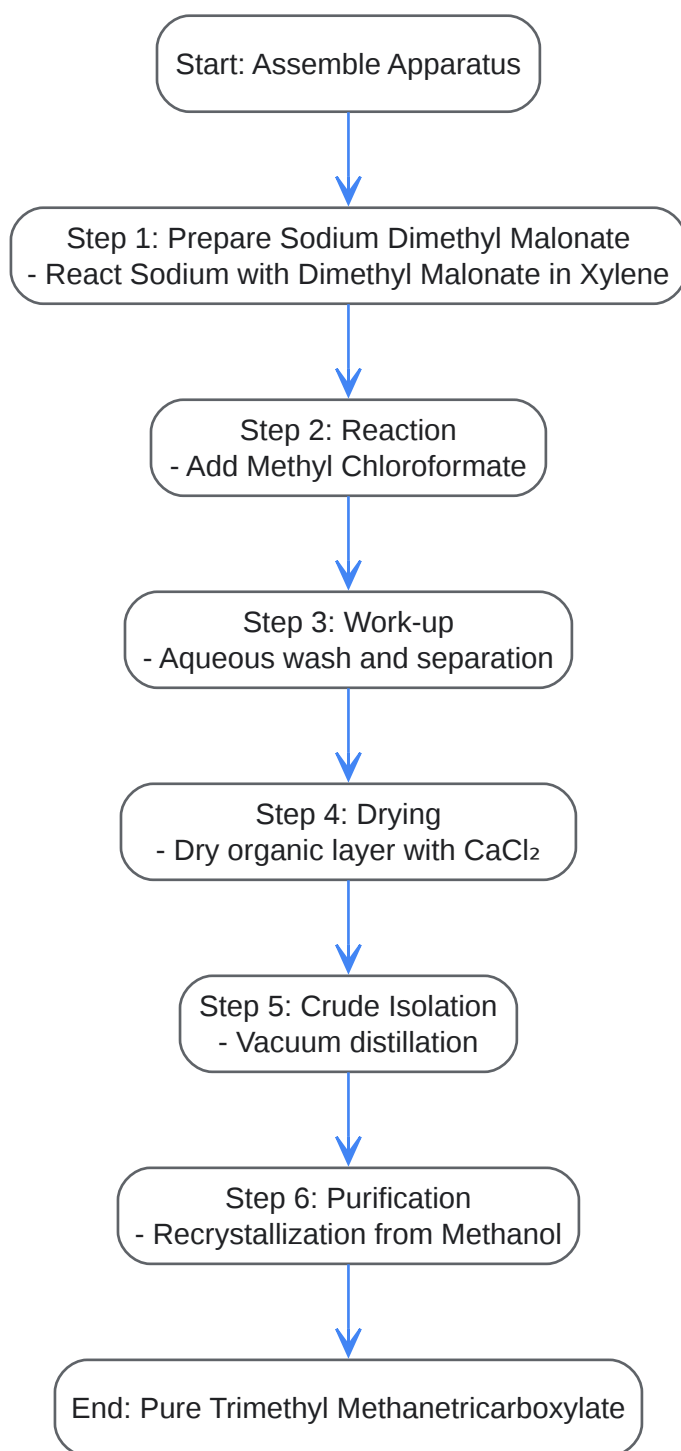 Start: Assemble Apparatus
Step 1: Prepare Sodium Dimethyl Malonate
- React Sodium with Dimethyl Malonate in Xylene
Step 2: Reaction
- Add Methyl Chloroformate
Step 3: Work-up
- Aqueous wash and separation
Step 4: Drying
- Dry organic layer with CaCl₂
Step 5: Crude Isolation
- Vacuum distillation
Step 6: Purification
- Recrystallization from Methanol
End: Pure Trimethyl Methanetricarboxylate